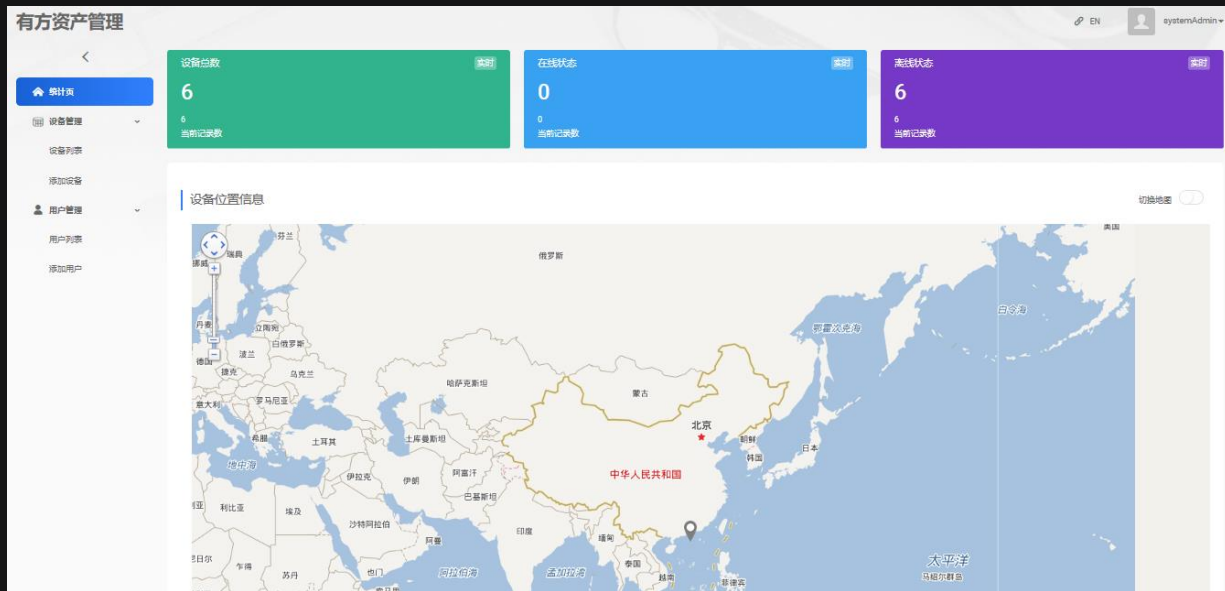 有方资产管理
EN
systemAdmin
统计页
设备管理
设备列表
添加设备
用户管理
用户列表
添加用户
设备总数
实时
6
6
当前记录数
在线状态
实时
0
0
当前记录数
离线状态
实时
6
6
当前记录数
设备位置信息
切换地图
芬兰
瑞典
挪威
俄罗斯
美国
白令海
鄂霍次克海
丹麦
立陶宛
白俄罗斯
德国
波兰
捷克
乌克兰
哈萨克斯坦
蒙古
意大利
罗马尼亚
北京
希腊
土耳其
土库曼斯坦
朝鲜
韩国
日本
地中海
伊拉克
伊朗
阿富汗
中华人民共和国
巴基斯坦
利比亚
埃及
沙特阿拉伯
印度
缅甸
阿曼
乍得
苏丹
也门
阿拉伯海
孟加拉湾
泰国
越南
菲律宾
太平洋
马绍尔群岛